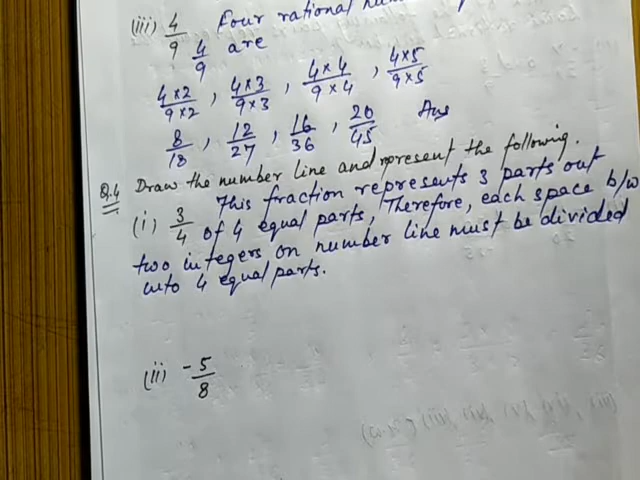 (iii) 4/9 Four rational
4/9 are
4×2/9×2 , 4×3/9×3 , 4×4/9×4 , 4×5/9×5
8/18 , 12/27 , 16/36 , 20/45 Ans
Q.4 Draw the number line and represent the following.
This fraction represents 3 parts out
(i) 3/4 of 4 equal parts, Therefore, each space b/w
two integers on number line must be divided
into 4 equal parts.
(ii) -5/8